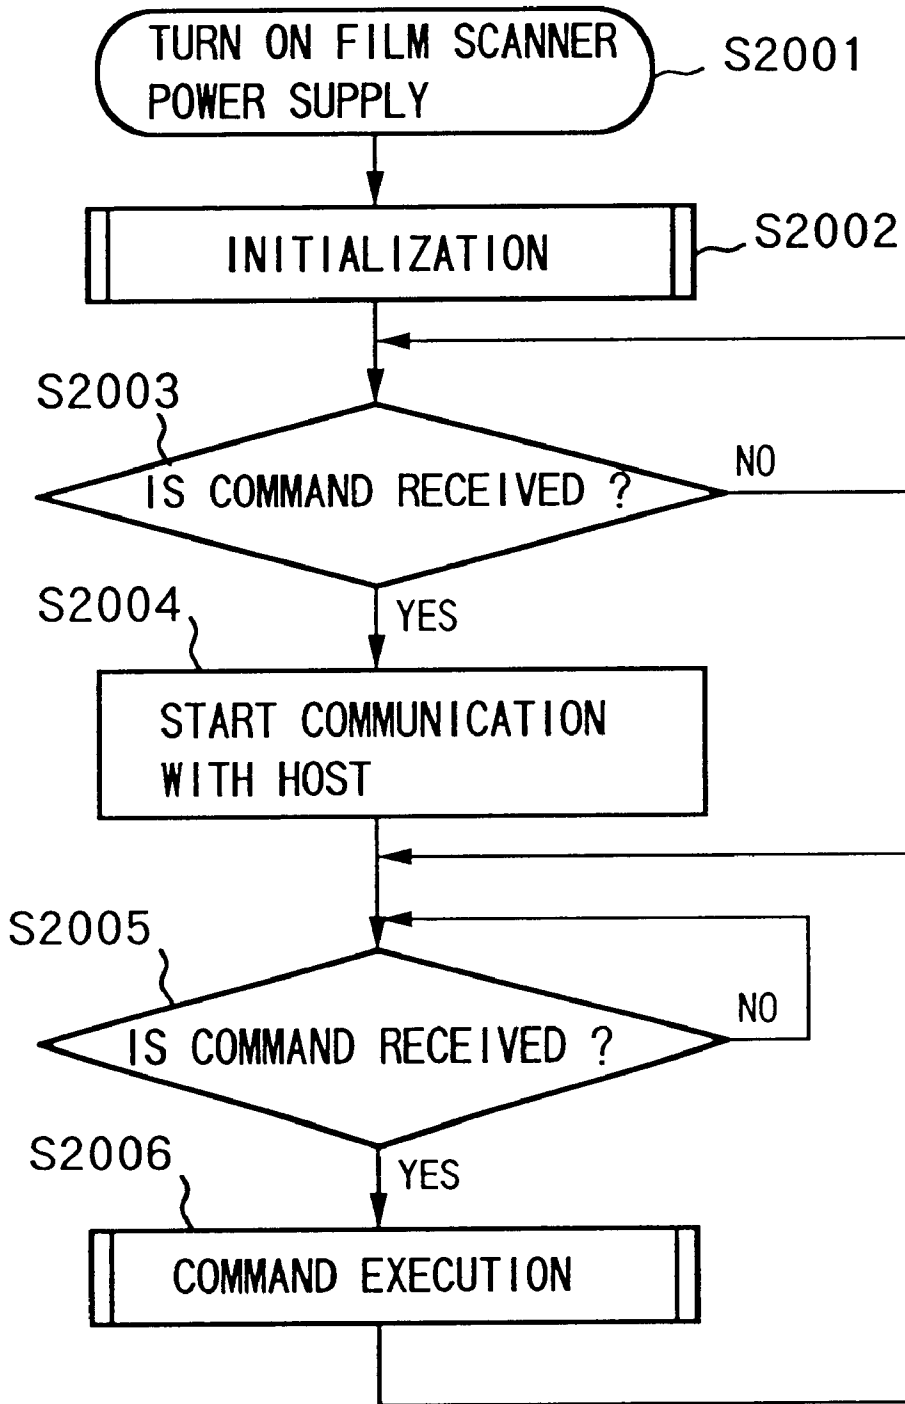 TURN ON FILM SCANNER
POWER SUPPLY
S2001
INITIALIZATION
S2002
S2003
IS COMMAND RECEIVED ?
NO
S2004
YES
START COMMUNICATION
WITH HOST
S2005
IS COMMAND RECEIVED ?
NO
S2006
YES
COMMAND EXECUTION